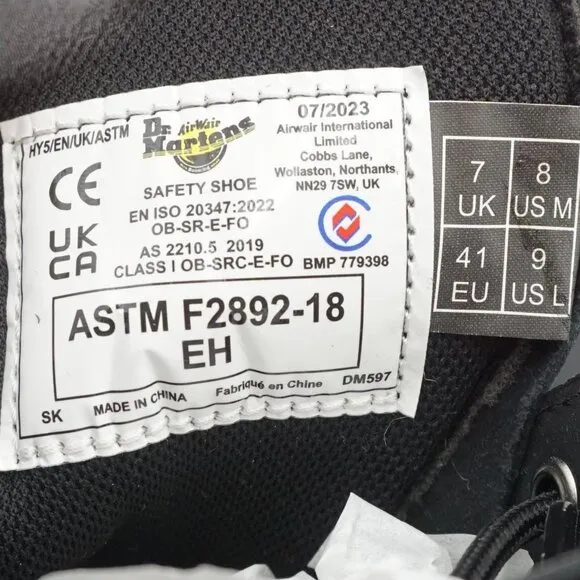 HY5/EN/UK/ASTM
Dr. AirWair
Martens
07/2023
Airwair International
Limited
Cobbs Lane,
Wollaston, Northants,
NN29 7SW, UK
CE
UK
CA
SAFETY SHOE
EN ISO 20347:2022
OB-SR-E-FO
AS 2210.5 2019
CLASS I OB-SRC-E-FO
BMP 779398
ASTM F2892-18
EH
SK MADE IN CHINA Fabriqué en Chine DM597
7
UK
8
US M
41
EU
9
US L